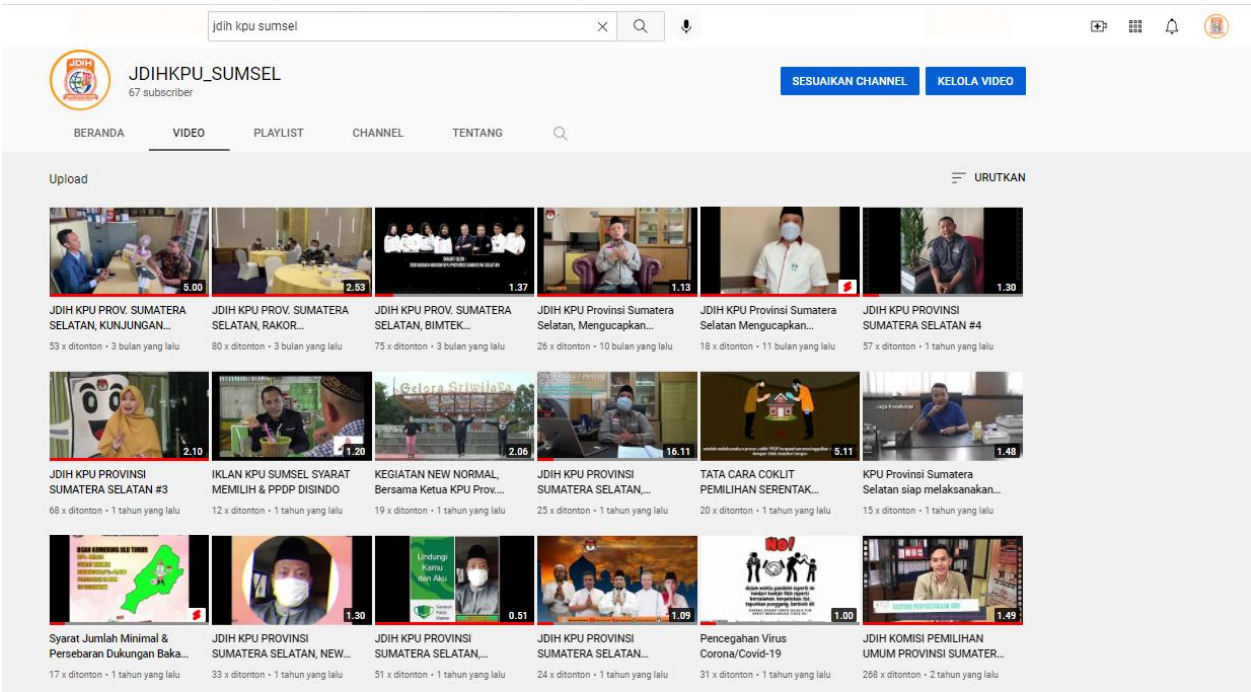 jdih kpu sumsel
JDIH
JDIHKPU_SUMSEL
67 subscriber
SESUAIKAN CHANNEL
KELOLA VIDEO
BERANDA
VIDEO
PLAYLIST
CHANNEL
TENTANG
Upload
URUTKAN
5.00
2.53
1.37
1.13
1.30
JDIH KPU PROV. SUMATERA
SELATAN, KUNJUNGAN...
53 x ditonton • 3 bulan yang lalu
JDIH KPU PROV. SUMATERA
SELATAN, RAKOR...
80 x ditonton • 3 bulan yang lalu
JDIH KPU PROV. SUMATERA
SELATAN, BIMTEK...
75 x ditonton • 3 bulan yang lalu
JDIH KPU Provinsi Sumatera
Selatan, Mengucapkan...
26 x ditonton • 10 bulan yang lalu
JDIH KPU Provinsi Sumatera
Selatan Mengucapkan...
18 x ditonton • 11 bulan yang lalu
JDIH KPU PROVINSI
SUMATERA SELATAN #4
57 x ditonton • 1 tahun yang lalu
2.10
1.20
Gelora Sriwijaya
2.06
16.11
5.11
1.48
JDIH KPU PROVINSI
SUMATERA SELATAN #3
68 x ditonton • 1 tahun yang lalu
IKLAN KPU SUMSEL SYARAT
MEMILIH & PPDP DISINDO
12 x ditonton • 1 tahun yang lalu
KEGIATAN NEW NORMAL,
Bersama Ketua KPU Prov....
19 x ditonton • 1 tahun yang lalu
JDIH KPU PROVINSI
SUMATERA SELATAN,...
25 x ditonton • 1 tahun yang lalu
TATA CARA COKLIT
PEMILIHAN SERENTAK...
20 x ditonton • 1 tahun yang lalu
KPU Provinsi Sumatera
Selatan siap melaksanakan...
15 x ditonton • 1 tahun yang lalu
OGAN KOMERING ULU TIMUR
1.30
Lindungi
Kamu
dan Aku
0.51
1.09
NO!
1.00
1.49
Syarat Jumlah Minimal &
Persebaran Dukungan Baka...
17 x ditonton • 1 tahun yang lalu
JDIH KPU PROVINSI
SUMATERA SELATAN, NEW...
33 x ditonton • 1 tahun yang lalu
JDIH KPU PROVINSI
SUMATERA SELATAN,...
51 x ditonton • 1 tahun yang lalu
JDIH KPU PROVINSI
SUMATERA SELATAN...
24 x ditonton • 1 tahun yang lalu
Pencegahan Virus
Corona/Covid-19
31 x ditonton • 1 tahun yang lalu
JDIH KOMISI PEMILIHAN
UMUM PROVINSI SUMATER...
268 x ditonton • 2 tahun yang lalu